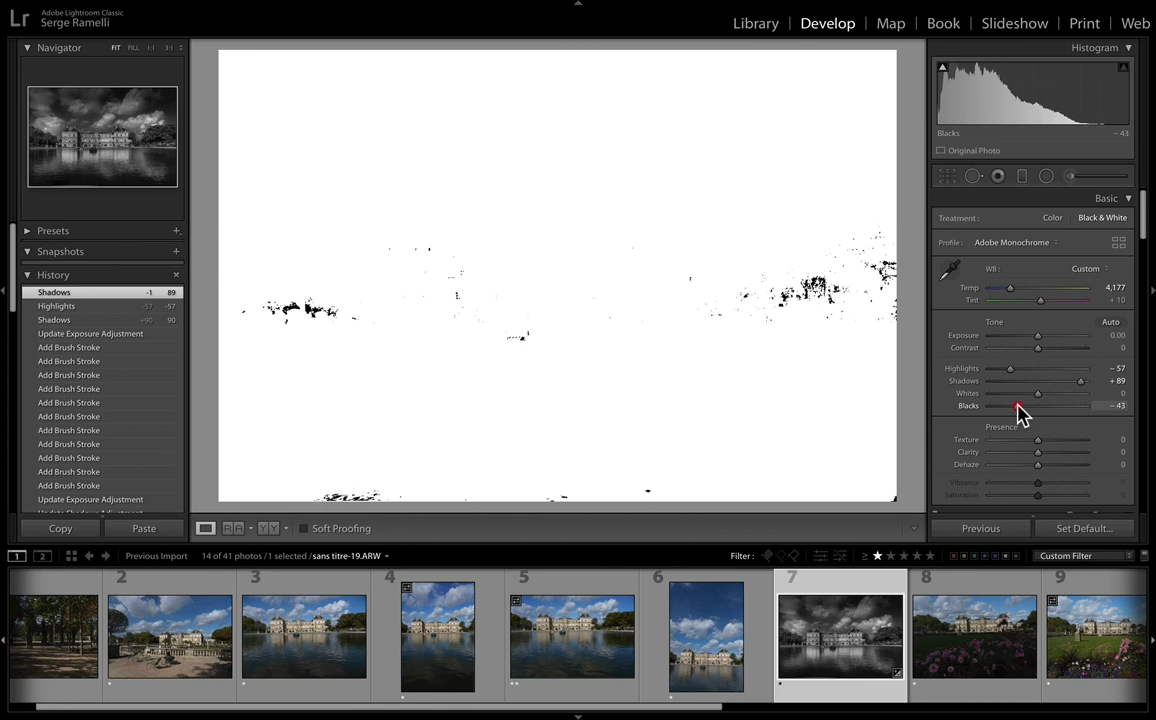 Lr
Adobe Lightroom Classic
Serge Ramelli
Library | Develop | Map | Book | Slideshow | Print | Web
Navigator FIT FILL 1:1 3:1
Presets
Snapshots
History
Shadows -1 89
Highlights -57 -57
Shadows -90 90
Update Exposure Adjustment
Add Brush Stroke
Add Brush Stroke
Add Brush Stroke
Add Brush Stroke
Add Brush Stroke
Add Brush Stroke
Add Brush Stroke
Add Brush Stroke
Add Brush Stroke
Add Brush Stroke
Add Brush Stroke
Update Exposure Adjustment
Copy Paste
Soft Proofing
Histogram
Blacks - 43
Original Photo
Basic
Treatment : Color Black & White
Profile : Adobe Monochrome
WB : Custom
Temp 4,177
Tint + 10
Tone Auto
Exposure 0.00
Contrast 0
Highlights - 57
Shadows + 89
Whites 0
Blacks - 43
Presence
Texture 0
Clarity 0
Dehaze 0
Vibrance 0
Saturation 0
Previous Set Default...
1 2 Previous Import 14 of 41 photos / 1 selected / sans titre-19.ARW Filter : Custom Filter
2 3 4 5 6 7 8 9